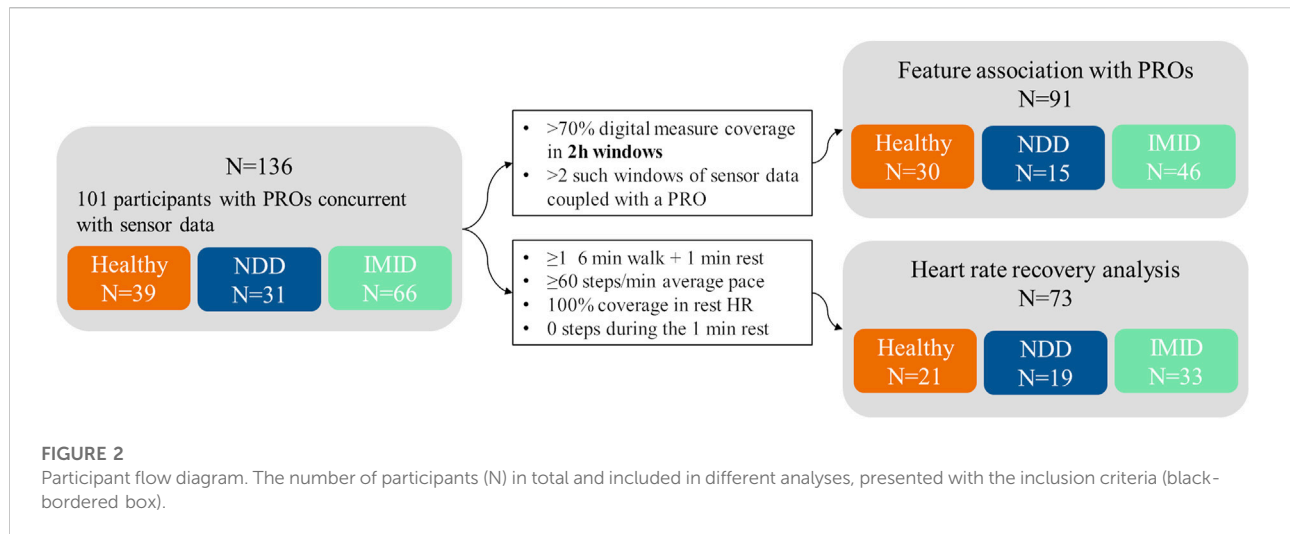 N=136
101 participants with PROs concurrent
with sensor data
Healthy
N=39
NDD
N=31
IMID
N=66
• >70% digital measure coverage
in 2h windows
• >2 such windows of sensor data
coupled with a PRO
• ≥1 6 min walk + 1 min rest
• ≥60 steps/min average pace
• 100% coverage in rest HR
• 0 steps during the 1 min rest
Feature association with PROs
N=91
Healthy
N=30
NDD
N=15
IMID
N=46
Heart rate recovery analysis
N=73
Healthy
N=21
NDD
N=19
IMID
N=33
FIGURE 2
Participant flow diagram. The number of participants (N) in total and included in different analyses, presented with the inclusion criteria (black-
bordered box).